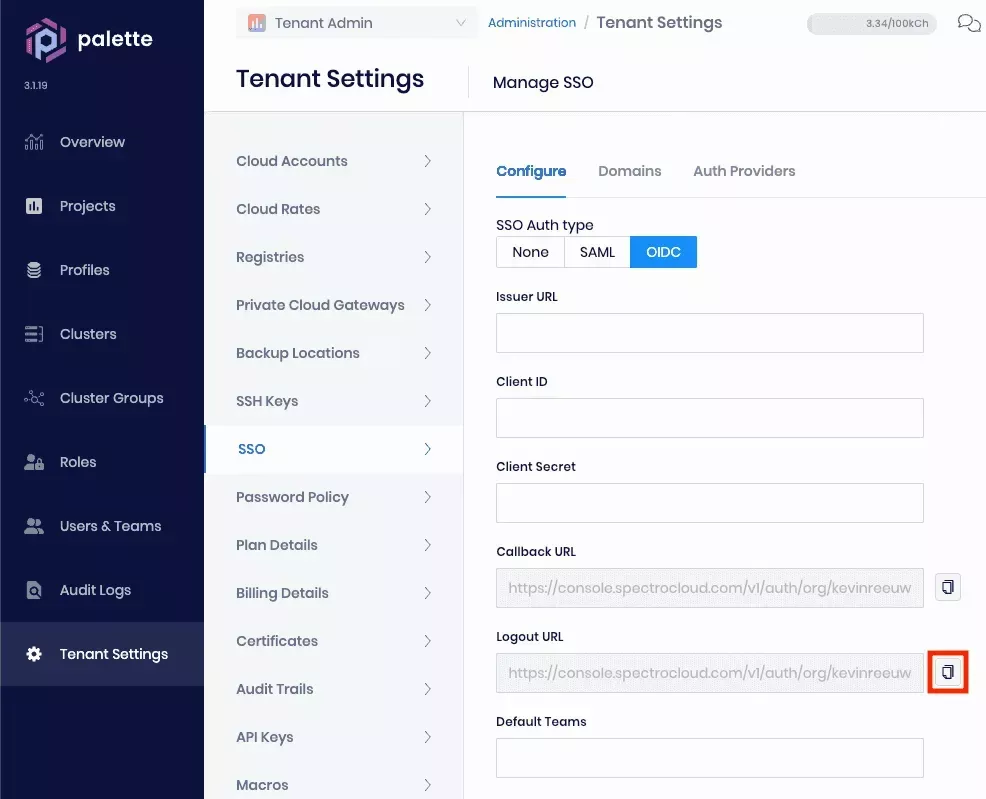 palette
3.1.19
Overview
Projects
Profiles
Clusters
Cluster Groups
Roles
Users & Teams
Audit Logs
Tenant Settings
Tenant Admin
Administration / Tenant Settings
3.34/100kCh
Tenant Settings
Manage SSO
Cloud Accounts
Cloud Rates
Registries
Private Cloud Gateways
Backup Locations
SSH Keys
SSO
Password Policy
Plan Details
Billing Details
Certificates
Audit Trails
API Keys
Macros
Configure Domains Auth Providers
SSO Auth type
None SAML OIDC
Issuer URL
Client ID
Client Secret
Callback URL
https://console.spectrocloud.com/v1/auth/org/kevinreeuw
Logout URL
https://console.spectrocloud.com/v1/auth/org/kevinreeuw
Default Teams